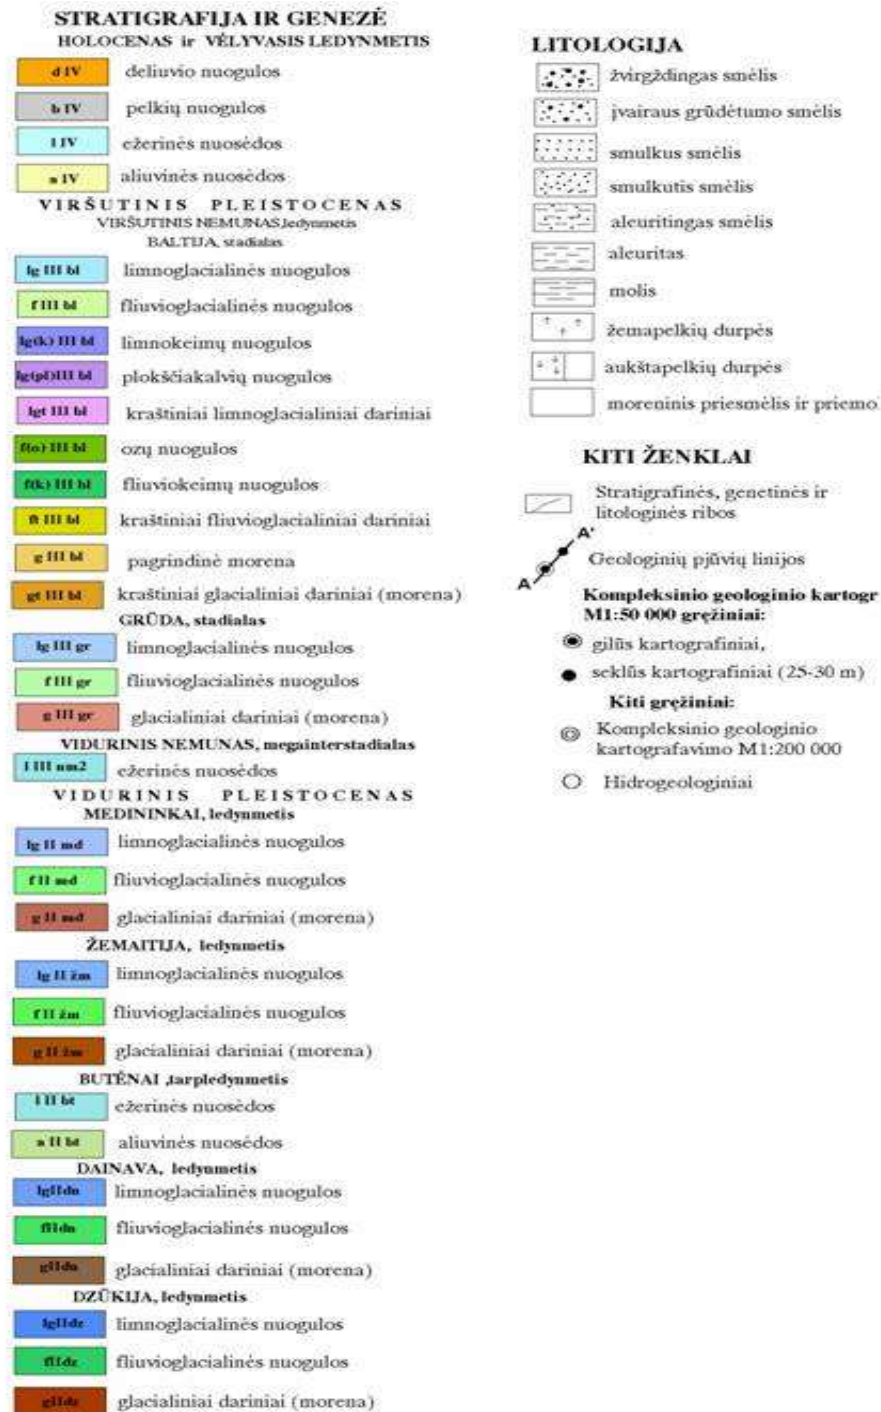 STRATIGRAFIJA IR GENEZĖ
HOLOCENAS ir VĖLYVASIS LEDYNMETIS
d IV deliuvio nuogulos
b IV pelkių nuogulos
l IV ežerinės nuosėdos
a IV aliuvinės nuosėdos
VIRŠUTINIS PLEISTOCENAS
VIRŠUTINIS NEMUNAS,ledynmetis
BALTIJA, stadialas
lg III bl limnoglacialinės nuogulos
f III bl fliuvioglacialinės nuogulos
lg(k) III bl limnokeimų nuogulos
lg(pl)III bl plokščiakalvių nuogulos
lgt III bl kraštiniai limnoglacialiniai dariniai
f(o) III bl ozų nuogulos
f(k) III bl fliuviokeimų nuogulos
ft III bl kraštiniai fliuvioglacialiniai dariniai
g III bl pagrindinė morena
gt III bl kraštiniai glacialiniai dariniai (morena)
GRŪDA, stadialas
lg III gr limnoglacialinės nuogulos
f III gr fliuvioglacialinės nuogulos
g III gr glacialiniai dariniai (morena)
VIDURINIS NEMUNAS, megainterstadialas
l III nm2 ežerinės nuosėdos
VIDURINIS PLEISTOCENAS
MEDININKAI, ledynmetis
lg II md limnoglacialinės nuogulos
f II md fliuvioglacialinės nuogulos
g II md glacialiniai dariniai (morena)
ŽEMAITIJA, ledynmetis
lg II žm limnoglacialinės nuogulos
f II žm fliuvioglacialinės nuogulos
g II žm glacialiniai dariniai (morena)
BUTĖNAI ,tarpledynmetis
l II bt ežerinės nuosėdos
a II bt aliuvinės nuosėdos
DAINAVA, ledynmetis
lgIIdn limnoglacialinės nuogulos
fIIdn fliuvioglacialinės nuogulos
gIIdn glacialiniai dariniai (morena)
DZŪKIJA, ledynmetis
lgIIdz limnoglacialinės nuogulos
fIIdz fliuvioglacialinės nuogulos
gIIdz glacialiniai dariniai (morena)
LITOLOGIJA
žvirgždingas smėlis
įvairaus grūdėtumo smėlis
smulkus smėlis
smulkutis smėlis
aleuritingas smėlis
aleuritas
molis
žemapelkių durpės
aukštapelkių durpės
moreninis priesmėlis ir priemo
KITI ŽENKLAI
Stratigrafinės, genetinės ir
litologinės ribos
A A' Geologinių pjūvių linijos
Kompleksinio geologinio kartogr
M1:50 000 gręžiniai:
gilūs kartografiniai,
seklūs kartografiniai (25-30 m)
Kiti gręžiniai:
Kompleksinio geologinio
kartografavimo M1:200 000
Hidrogeologiniai